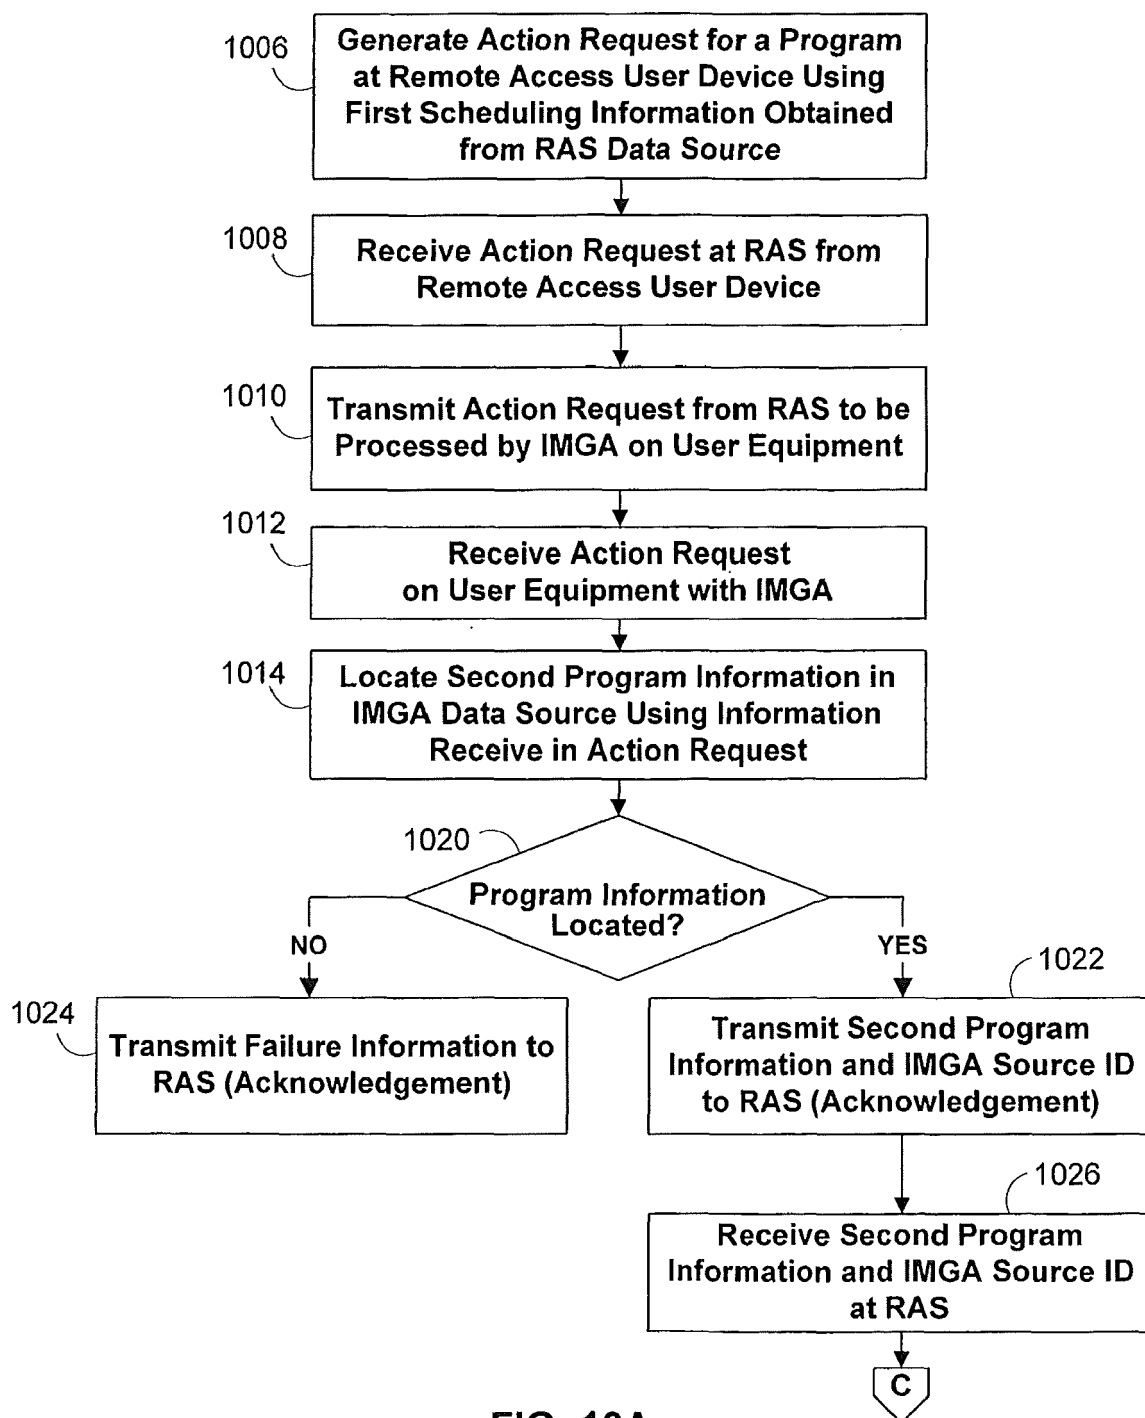 1006
Generate Action Request for a Program
at Remote Access User Device Using
First Scheduling Information Obtained
from RAS Data Source
1008
Receive Action Request at RAS from
Remote Access User Device
1010
Transmit Action Request from RAS to be
Processed by IMGA on User Equipment
1012
Receive Action Request
on User Equipment with IMGA
1014
Locate Second Program Information in
IMGA Data Source Using Information
Receive in Action Request
1020
Program Information
Located?
NO
YES
1024
Transmit Failure Information to
RAS (Acknowledgement)
1022
Transmit Second Program
Information and IMGA Source ID
to RAS (Acknowledgement)
1026
Receive Second Program
Information and IMGA Source ID
at RAS
C
FIG. 10A